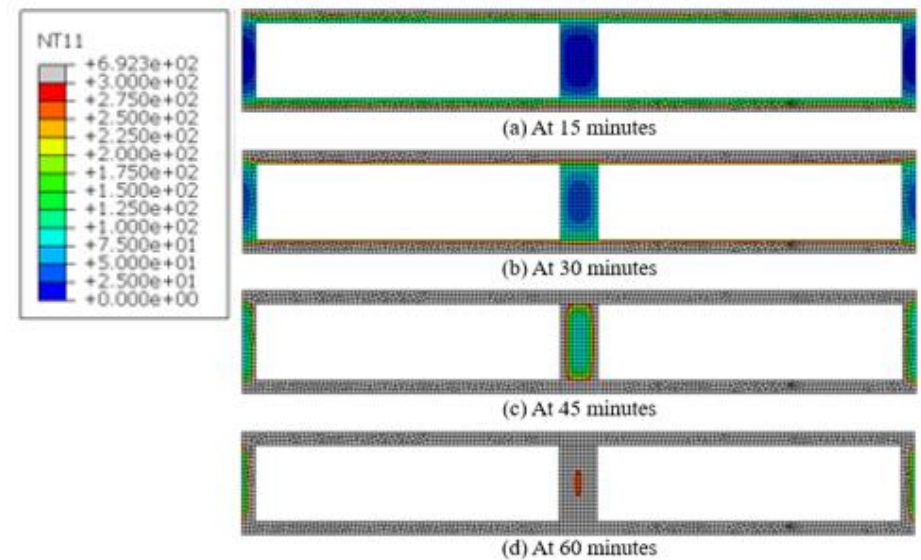 NT11
+6.923e+02
+3.000e+02
+2.750e+02
+2.500e+02
+2.250e+02
+2.000e+02
+1.750e+02
+1.500e+02
+1.250e+02
+1.000e+02
+7.500e+01
+5.000e+01
+2.500e+01
+0.000e+00
(a) At 15 minutes
(b) At 30 minutes
(c) At 45 minutes
(d) At 60 minutes